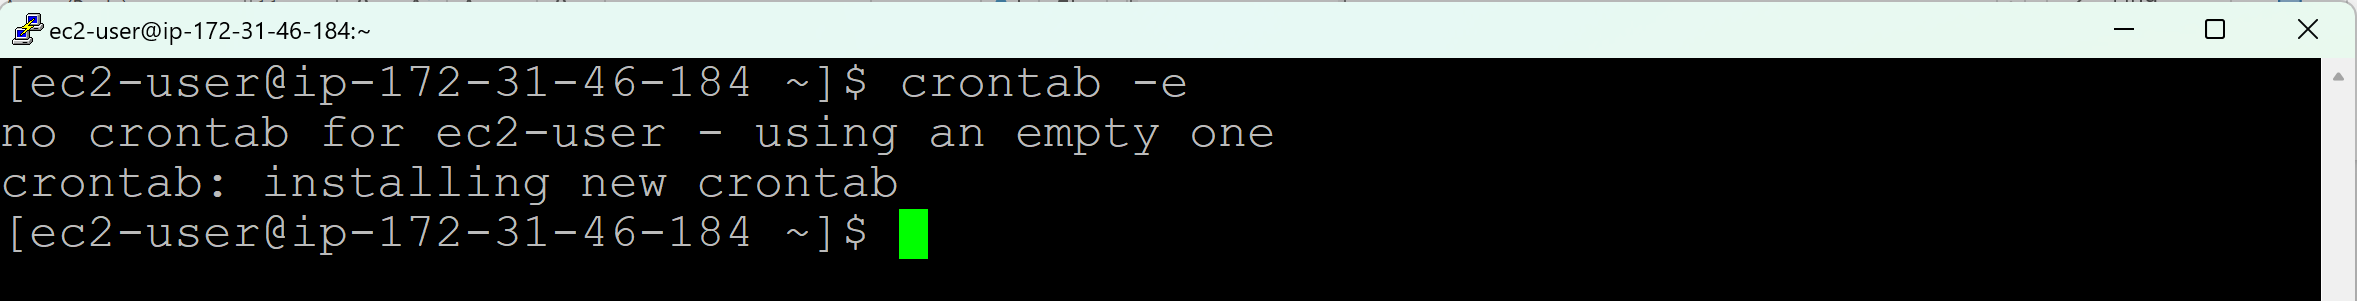 ec2-user@ip-172-31-46-184:~
[ec2-user@ip-172-31-46-184 ~]$ crontab -e
no crontab for ec2-user - using an empty one
crontab: installing new crontab
[ec2-user@ip-172-31-46-184 ~]$